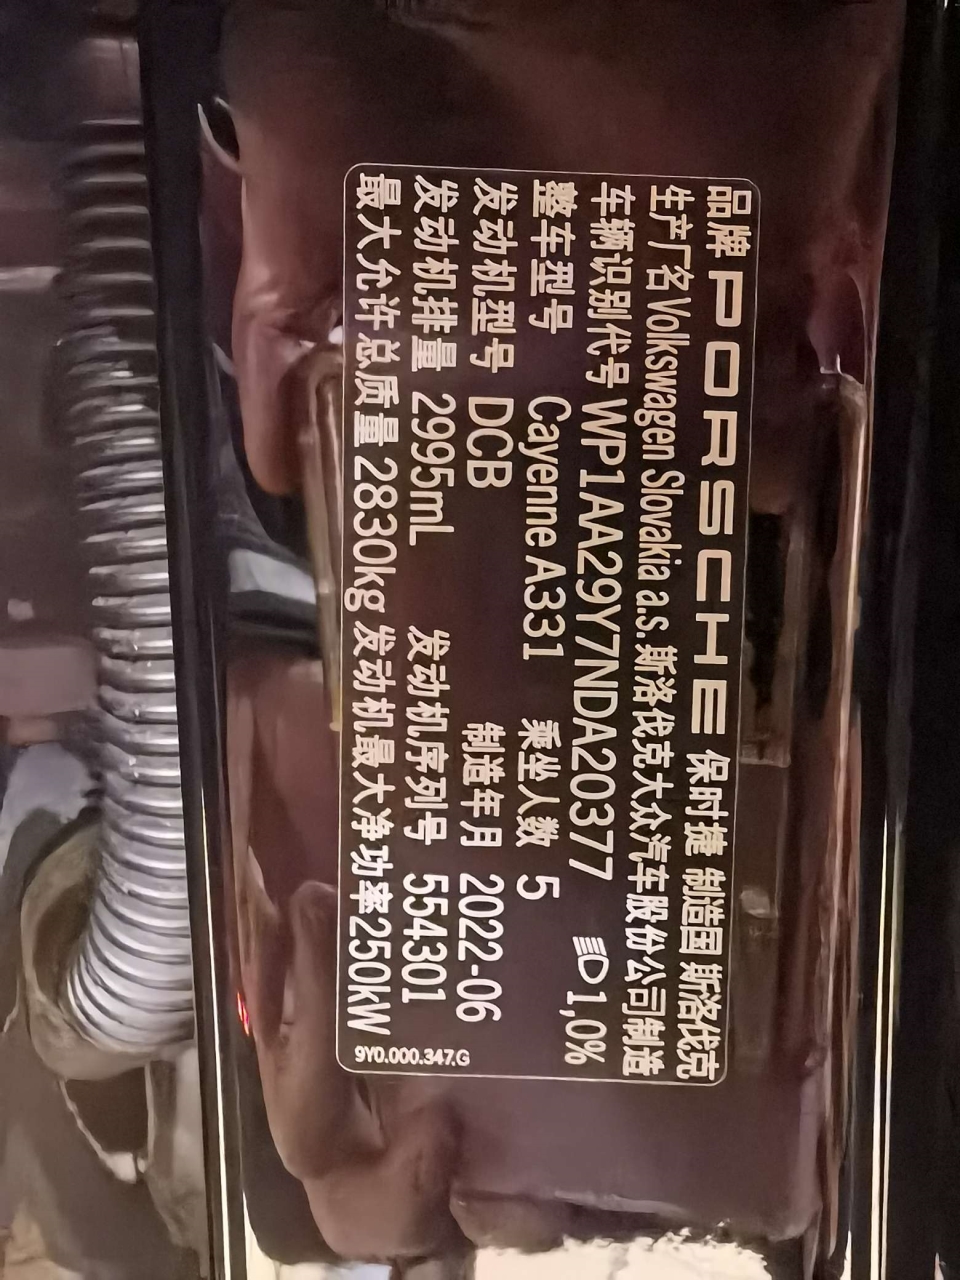 品牌 PORSCHE 保时捷 制造国 斯洛伐克
生产厂名 Volkswagen Slovakia a.s. 斯洛伐克大众汽车股份公司制造
车辆识别代号 WP1AA29Y7NDA20377 1,0%
整车型号 Cayenne A331 乘坐人数 5
发动机型号 DCB 制造年月 2022-06
发动机排量 2995mL 发动机序列号 554301
最大允许总质量 2830kg 发动机最大净功率250kW
9Y0.000.347.G